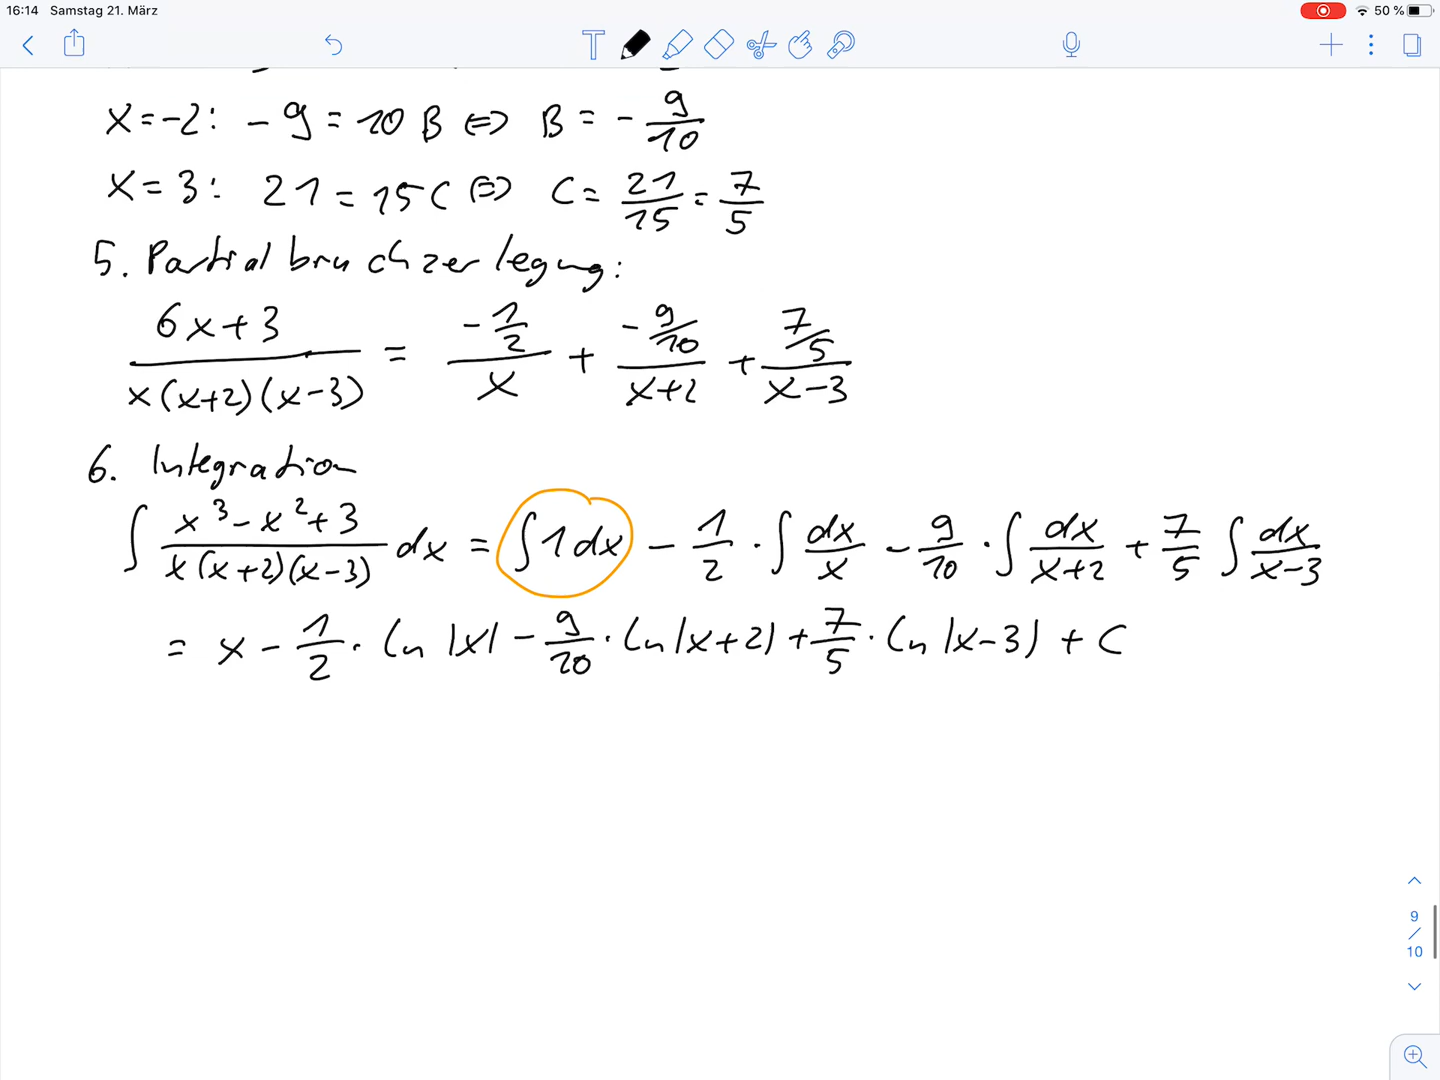 16:14 Samstag 21. März 50 %
x=-2: -9=10B ⇔ B = -9/10
x=3: 21=15C ⇔ C= 21/15 = 7/5
5. Partialbruchzerlegung:
(6x+3)/(x(x+2)(x-3)) = (-1/2)/x + (-9/10)/(x+2) + (7/5)/(x-3)
6. Integration
∫ (x³-x²+3)/(x(x+2)(x-3)) dx = ∫1dx - 1/2 · ∫ dx/x - 9/10 · ∫ dx/(x+2) + 7/5 ∫ dx/(x-3)
= x - 1/2 · ln|x| - 9/10 · ln|x+2| + 7/5 · ln|x-3| + C
9
/
10